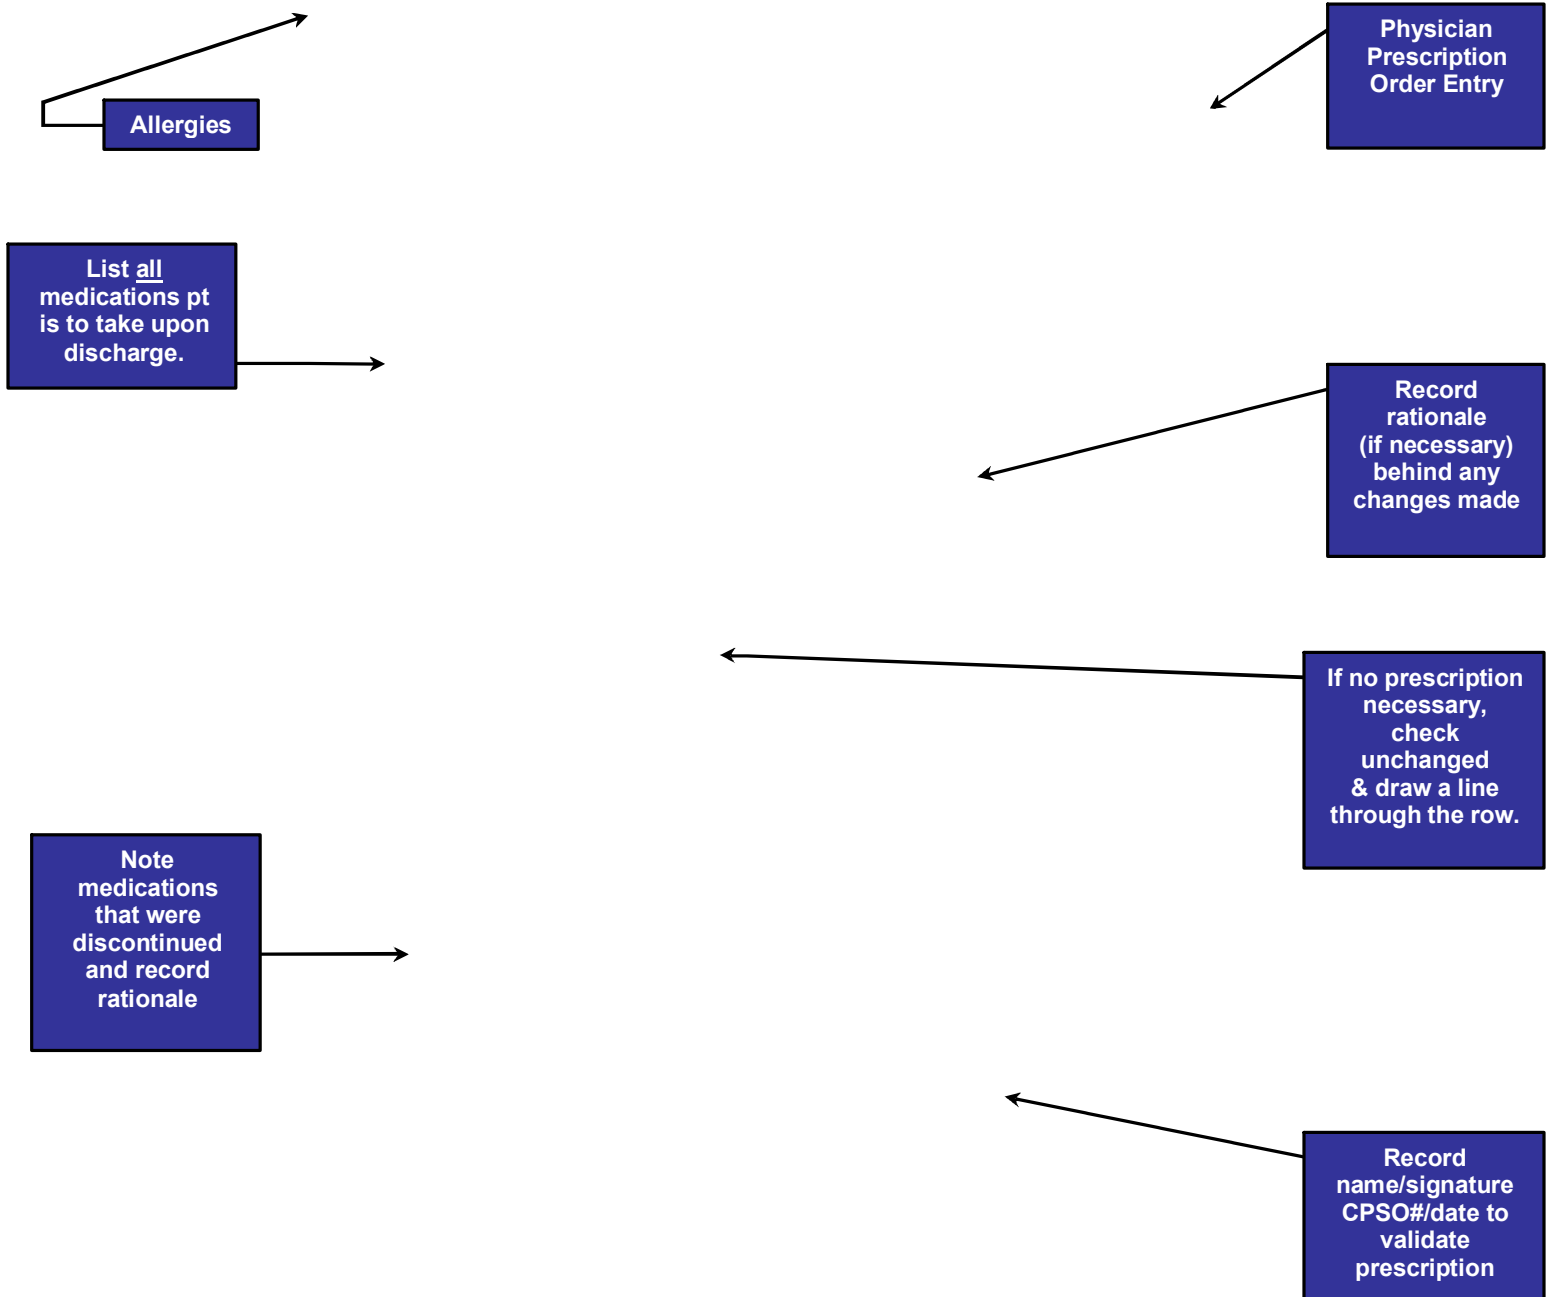 Physician
Prescription
Order Entry
Allergies
List all
medications pt
is to take upon
discharge.
Record
rationale
(if necessary)
behind any
changes made
If no prescription
necessary,
check
unchanged
& draw a line
through the row.
Note
medications
that were
discontinued
and record
rationale
Record
name/signature
CPSO#/date to
validate
prescription